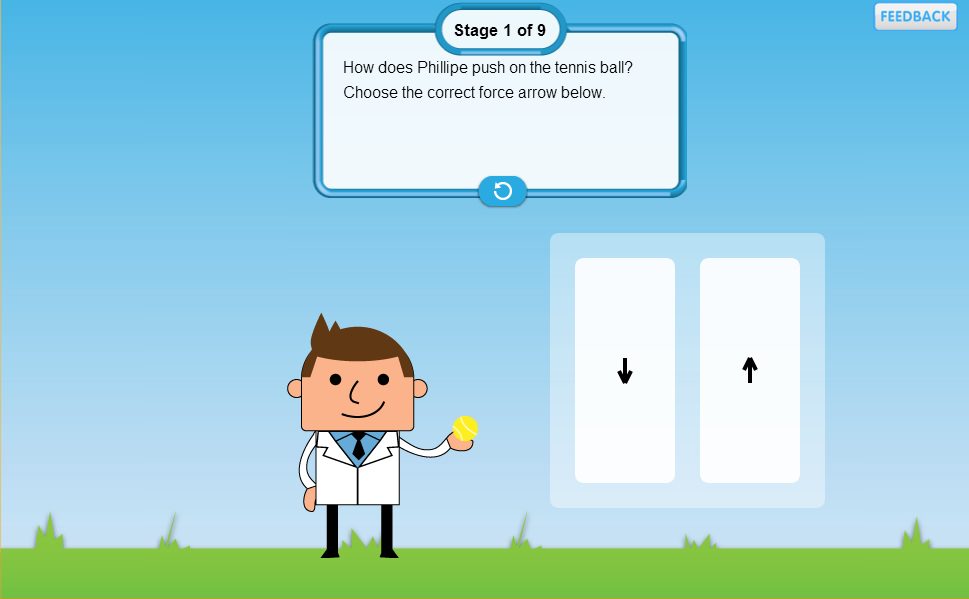 FEEDBACK
Stage 1 of 9
How does Phillipe push on the tennis ball?
Choose the correct force arrow below.